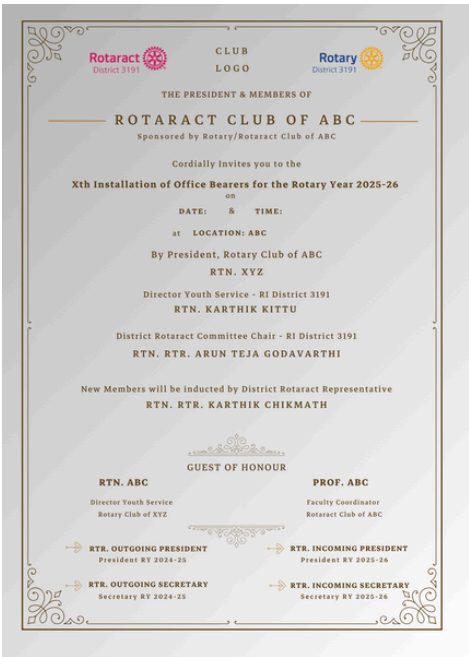 Rotaract
District 3191
CLUB
LOGO
Rotary
District 3191
THE PRESIDENT & MEMBERS OF
ROTARACT CLUB OF ABC
Sponsored by Rotary/Rotaract Club of ABC
Cordially Invites you to the
Xth Installation of Office Bearers for the Rotary Year 2025-26
on
DATE: & TIME:
at LOCATION: ABC
By President, Rotary Club of ABC
RTN. XYZ
Director Youth Service - RI District 3191
RTN. KARTHIK KITTU
District Rotaract Committee Chair - RI District 3191
RTN. RTR. ARUN TEJA GODAVARTHI
New Members will be inducted by District Rotaract Representative
RTN. RTR. KARTHIK CHIKMATH
GUEST OF HONOUR
RTN. ABC
Director Youth Service
Rotary Club of XYZ
PROF. ABC
Faculty Coordinator
Rotaract Club of ABC
RTR. OUTGOING PRESIDENT
President RY 2024-25
RTR. INCOMING PRESIDENT
President RY 2025-26
RTR. OUTGOING SECRETARY
Secretary RY 2024-25
RTR. INCOMING SECRETARY
Secretary RY 2025-26